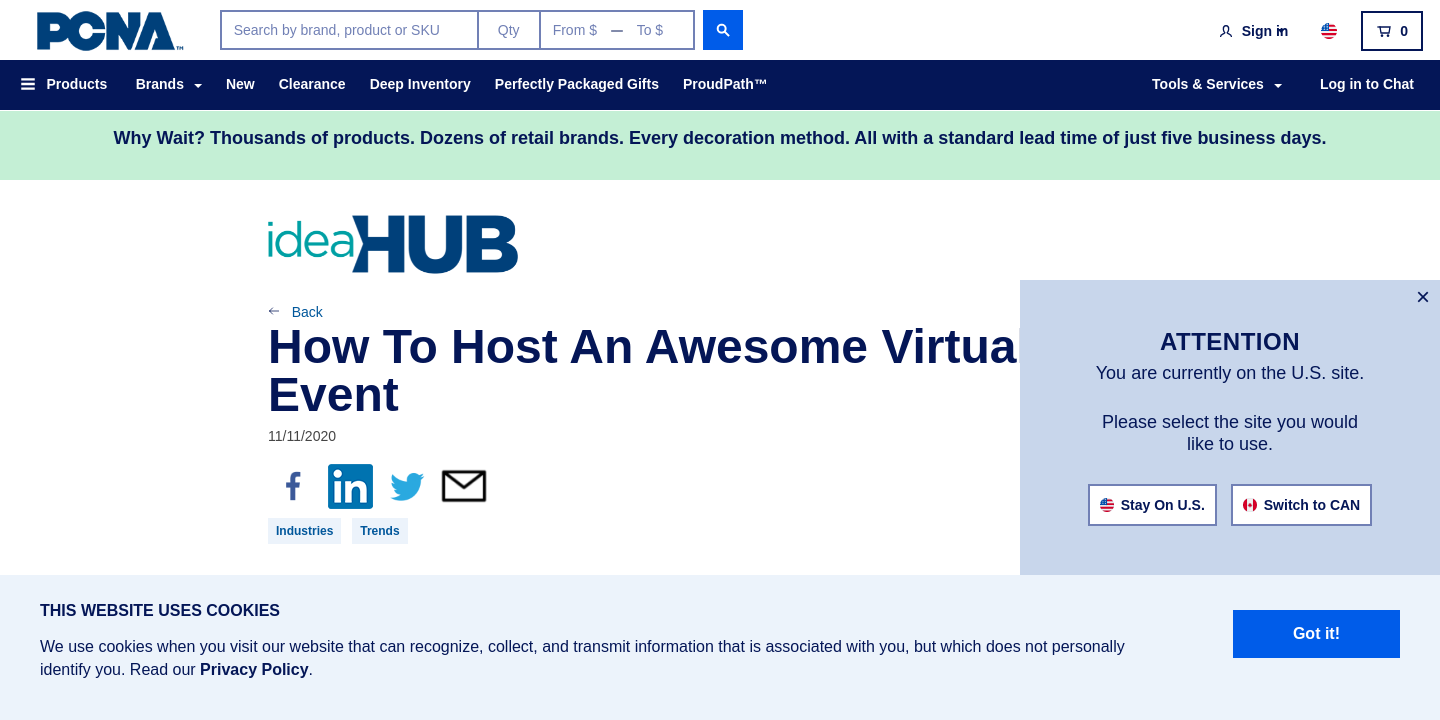 PCNA™
Search by brand, product or SKU
Qty
From $ — To $
Sign in
0
Products
Brands
New
Clearance
Deep Inventory
Perfectly Packaged Gifts
ProudPath™
Tools & Services
Log in to Chat
Why Wait? Thousands of products. Dozens of retail brands. Every decoration method. All with a standard lead time of just five business days.
ideaHUB
Back
How To Host An Awesome Virtual
Event
11/11/2020
in
Industries
Trends
×
ATTENTION
You are currently on the U.S. site.
Please select the site you would
like to use.
Stay On U.S.
Switch to CAN
THIS WEBSITE USES COOKIES
We use cookies when you visit our website that can recognize, collect, and transmit information that is associated with you, but which does not personally
identify you. Read our Privacy Policy.
Got it!